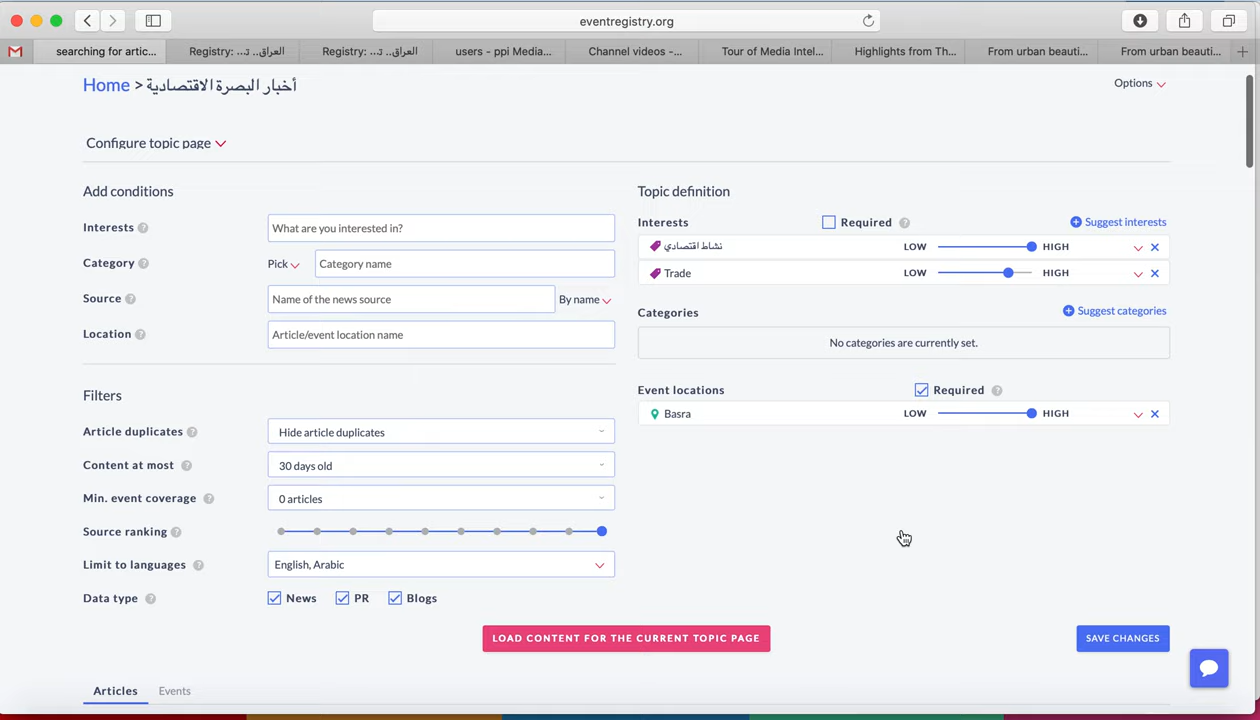 eventregistry.org
searching for artic...
Registry: ...العراق.. تـ
Registry: ...العراق.. تـ
users - ppi Media...
Channel videos -...
Tour of Media Intel...
Highlights from Th...
From urban beauti...
From urban beauti...
Home > أخبار البصرة الاقتصادية
Options
Configure topic page
Add conditions
Interests
What are you interested in?
Category
Pick
Category name
Source
Name of the news source
By name
Location
Article/event location name
Filters
Article duplicates
Hide article duplicates
Content at most
30 days old
Min. event coverage
0 articles
Source ranking
Limit to languages
English, Arabic
Data type
News
PR
Blogs
Topic definition
Interests
Required
Suggest interests
نشاط اقتصادي
LOW
HIGH
Trade
LOW
HIGH
Categories
Suggest categories
No categories are currently set.
Event locations
Required
Basra
LOW
HIGH
LOAD CONTENT FOR THE CURRENT TOPIC PAGE
SAVE CHANGES
Articles
Events